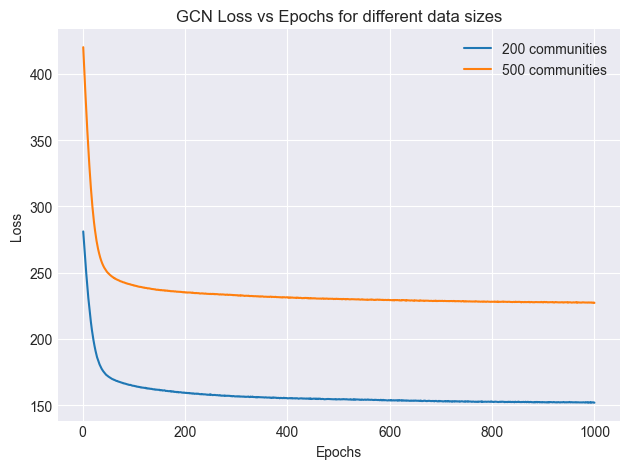 GCN Loss vs Epochs for different data sizes
200 communities
500 communities
400
350
300
250
200
150
Loss
0
200
400
600
800
1000
Epochs